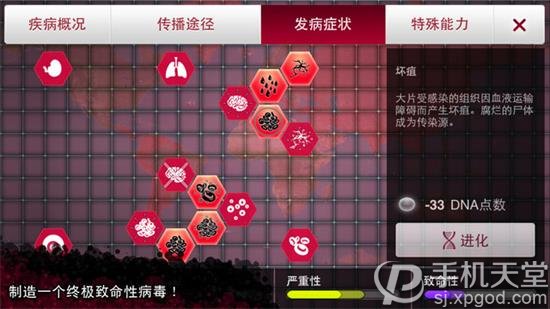 疾病概况
传播途径
发病症状
特殊能力
坏疽
大片受感染的组织因血液运输
障碍而产生坏疽。腐烂的尸体
成为传染源。
-33 DNA点数
进化
制造一个终极致命性病毒！
严重性
致命性
手机天堂
sj.xpgod.com